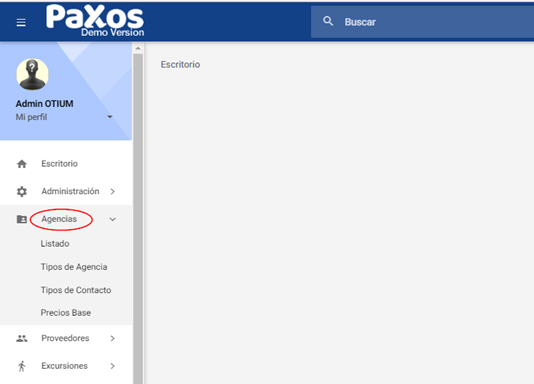 PaXos
Demo Version
Buscar
Admin OTIUM
Mi perfil
Escritorio
Escritorio
Administración
Agencias
Listado
Tipos de Agencia
Tipos de Contacto
Precios Base
Proveedores
Excursiones